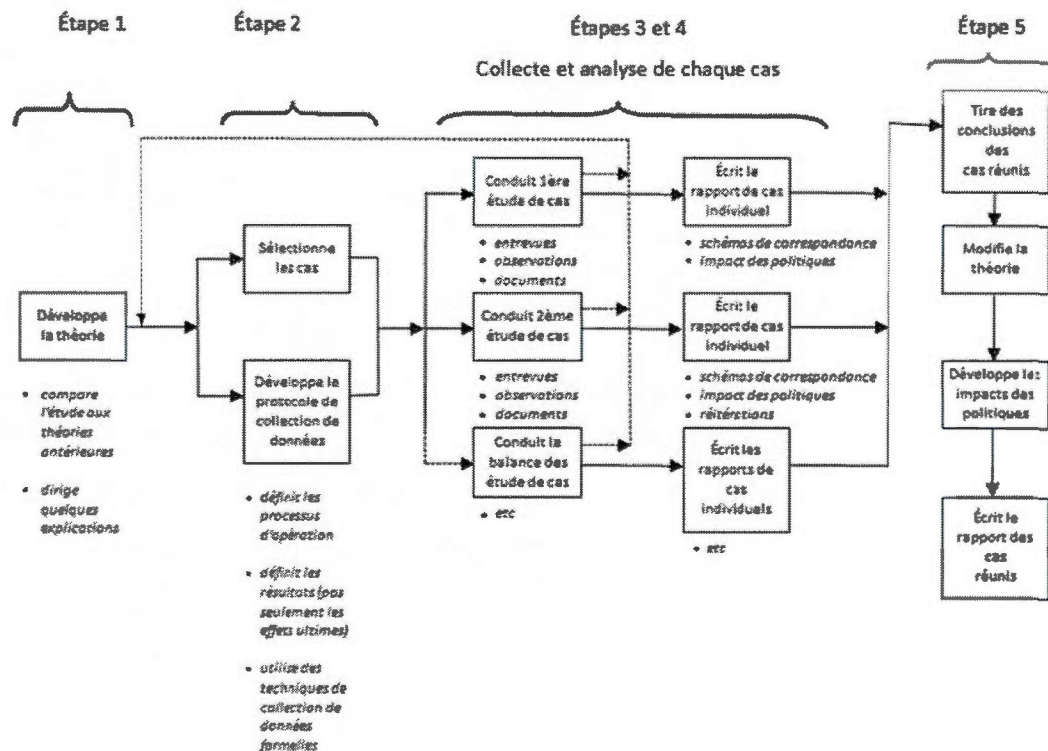 Étape 1
Étape 2
Étapes 3 et 4
Collecte et analyse de chaque cas
Étape 5
Développe
la théorie
• compare
l'étude aux
théories
antérieures
• dirige
quelques
explications
Sélectionne
les cas
Développe le
protocole de
collection de
données
• définit les
processus
d'opération
• définit les
résultats (pas
seulement les
effets ultimes)
• utilise des
techniques de
collection de
données
formelles
Conduit 1ère
étude de cas
• entrevues
• observations
• documents
Conduit 2ème
étude de cas
• entrevues
• observations
• documents
Conduit la
balance des
étude de cas
• etc
Écrit le
rapport de cas
individuel
• schémas de correspondance
• impact des politiques
Écrit le
rapport de cas
individuel
• schémas de correspondance
• impact des politiques
• réitérations
Écrit les
rapports de
cas
individuels
• etc
Tire des
conclusions
des
cas réunis
Modifie la
théorie
Développe les
impacts des
politiques
Écrit le
rapport des
cas
réunis